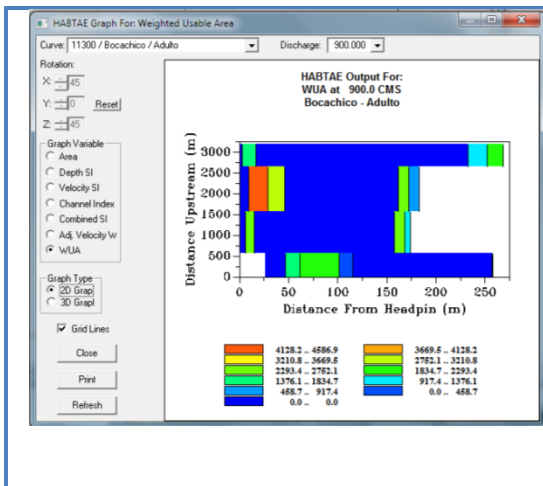 HABTAE Graph For: Weighted Usable Area
Curve: 11300 / Bocachico / Adulto Discharge: 900.000
Rotation:
X: 45
Y: 0 Reset
Z: 45
Graph Variable
Area
Depth SI
Velocity SI
Channel Index
Combined SI
Adj. Velocity W
WUA
Graph Type
2D Grap
3D Grapl
Grid Lines
Close
Print
Refresh
HABTAE Output For:
WUA at 900.0 CMS
Bocachico - Adulto
Distance Upstream (m)
3000
2500
2000
1500
1000
500
0
0 50 100 150 200 250
Distance From Headpin (m)
4128.2 .. 4586.9 3669.5 .. 4128.2
3210.8 .. 3669.5 2752.1 .. 3210.8
2293.4 .. 2752.1 1834.7 .. 2293.4
1376.1 .. 1834.7 917.4 .. 1376.1
458.7 .. 917.4 0.0 .. 458.7
0.0 .. 0.0